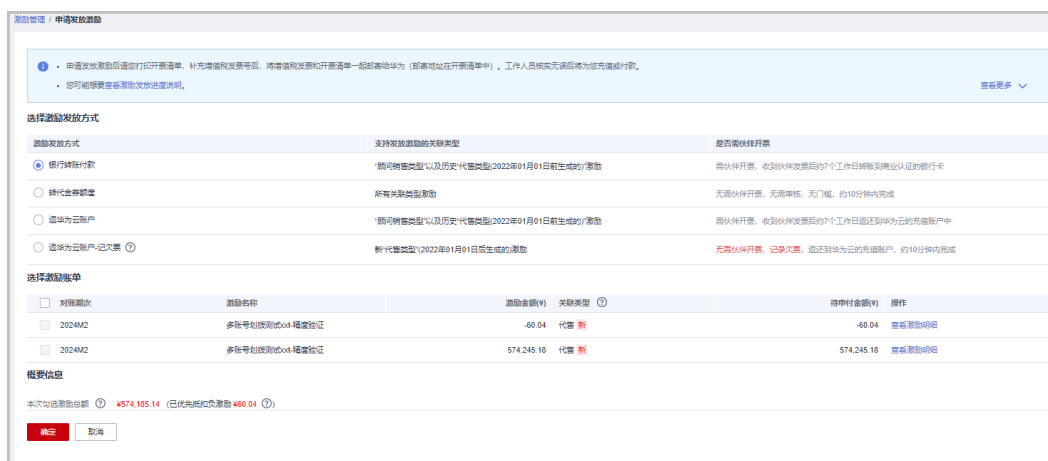 激励管理 / 申请发放激励
• 申请发放激励后请您打印开票清单，补充增值税发票号后，将增值税发票和开票清单一起邮寄给华为（邮寄地址在开票清单中）。工作人员核实无误后将为您充值或付款。
• 您可能想要查看激励发放进度说明。 查看更多
选择激励发放方式
激励发放方式 支持发放激励的关联类型 是否需伙伴开票
银行转账付款 "顾问销售类型"以及历史"代售类型(2022年01月01日前生成的)"激励 需伙伴开票，收到伙伴发票后约7个工作日转账到商业认证的银行卡
转代金券额度 所有关联类型激励 无需伙伴开票，无需审核，无门槛，约10分钟内完成
返华为云账户 "顾问销售类型"以及历史"代售类型(2022年01月01日前生成的)"激励 需伙伴开票，收到伙伴发票后约7个工作日返还到华为云的充值账户中
返华为云账户-记欠票 ? 新"代售类型"(2022年01月01日后生成的)激励 无需伙伴开票，记录欠票，返还到华为云的充值账户，约10分钟内完成
选择激励账单
对账期次 激励名称 激励金额(¥) 关联类型 ? 待申付金额(¥) 操作
2024M2 多账号划拨测试xxt-精度验证 -60.04 代售 新 -60.04 查看激励明细
2024M2 多账号划拨测试xxt-精度验证 574,245.18 代售 新 574,245.18 查看激励明细
概要信息
本次勾选激励总额 ? ¥574,185.14 (已优先抵扣负激励 ¥60.04 ?)
确定 取消